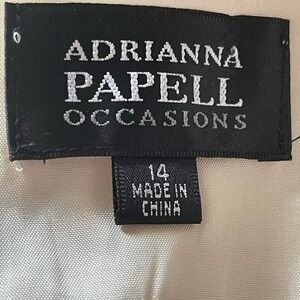 ADRIANNA
PAPELL
OCCASIONS
14
MADE IN
CHINA